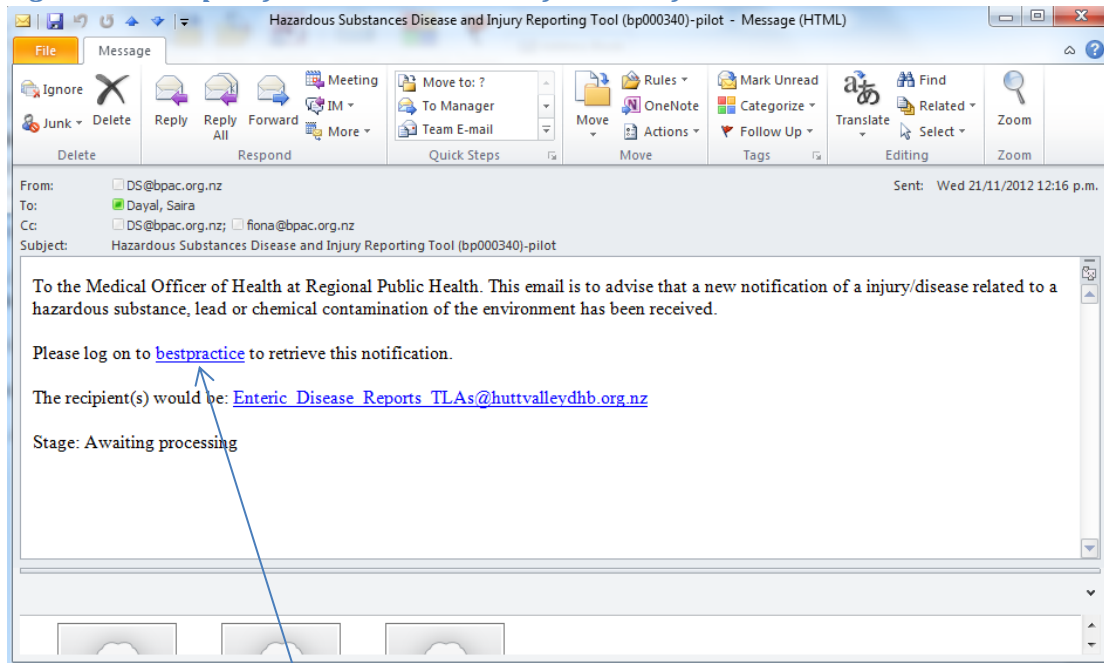 Hazardous Substances Disease and Injury Reporting Tool (bp000340)-pilot - Message (HTML)
File Message
Ignore
Junk
Delete
Reply
Reply All
Forward
Meeting
IM
More
Move to: ?
To Manager
Team E-mail
Move
Rules
OneNote
Actions
Mark Unread
Categorize
Follow Up
Translate
Find
Related
Select
Zoom
Delete Respond Quick Steps Move Tags Editing Zoom
From: DS@bpac.org.nz Sent: Wed 21/11/2012 12:16 p.m.
To: Dayal, Saira
Cc: DS@bpac.org.nz; fiona@bpac.org.nz
Subject: Hazardous Substances Disease and Injury Reporting Tool (bp000340)-pilot
To the Medical Officer of Health at Regional Public Health. This email is to advise that a new notification of a injury/disease related to a
hazardous substance, lead or chemical contamination of the environment has been received.
Please log on to bestpractice to retrieve this notification.
The recipient(s) would be: Enteric_Disease_Reports_TLAs@huttvalleydhb.org.nz
Stage: Awaiting processing